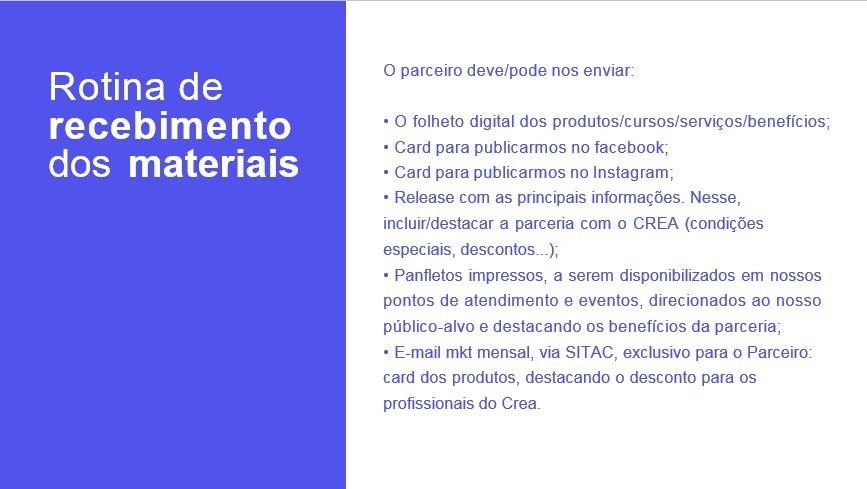 Rotina de
recebimento
dos materiais
O parceiro deve/pode nos enviar:
• O folheto digital dos produtos/cursos/serviços/benefícios;
• Card para publicarmos no facebook;
• Card para publicarmos no Instagram;
• Release com as principais informações. Nesse,
incluir/destacar a parceria com o CREA (condições
especiais, descontos...);
• Panfletos impressos, a serem disponibilizados em nossos
pontos de atendimento e eventos, direcionados ao nosso
público-alvo e destacando os benefícios da parceria;
• E-mail mkt mensal, via SITAC, exclusivo para o Parceiro:
card dos produtos, destacando o desconto para os
profissionais do Crea.